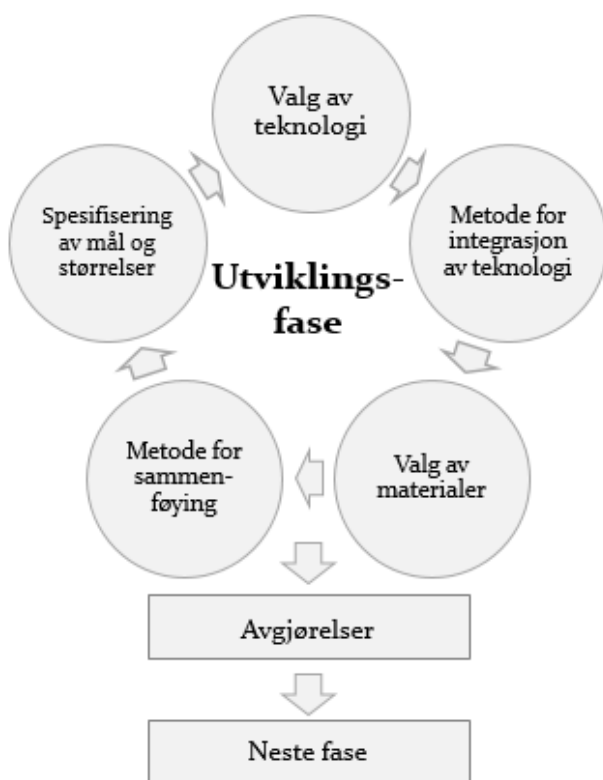 Valg av
teknologi
Metode for
integrasjon
av teknologi
Valg av
materialer
Metode for
sammen-
føying
Spesifisering
av mål og
størrelser
Utviklings-
fase
Avgjørelser
Neste fase